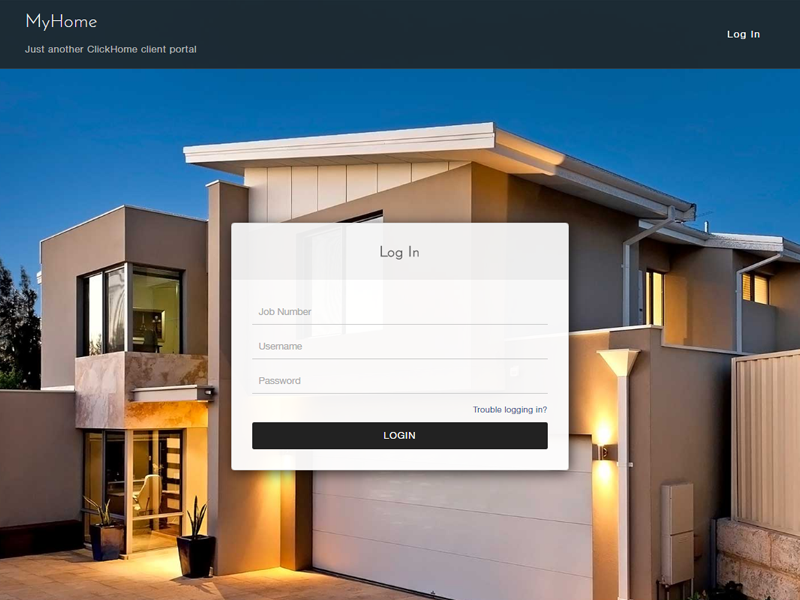 MyHome
Just another ClickHome client portal
Log In
Log In
Job Number
Username
Password
Trouble logging in?
LOGIN